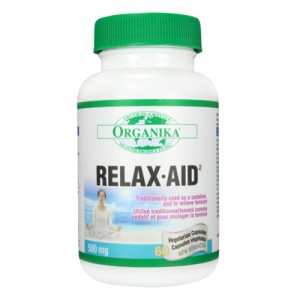 ORGANIKA
RELAX·AID
Traditionally used as a sedative
and to relieve tension
Utilisé traditionnellement comme
sédatif et pour soulager la tension
Vegetarian Capsules
Capsules végétales
500 mg
60